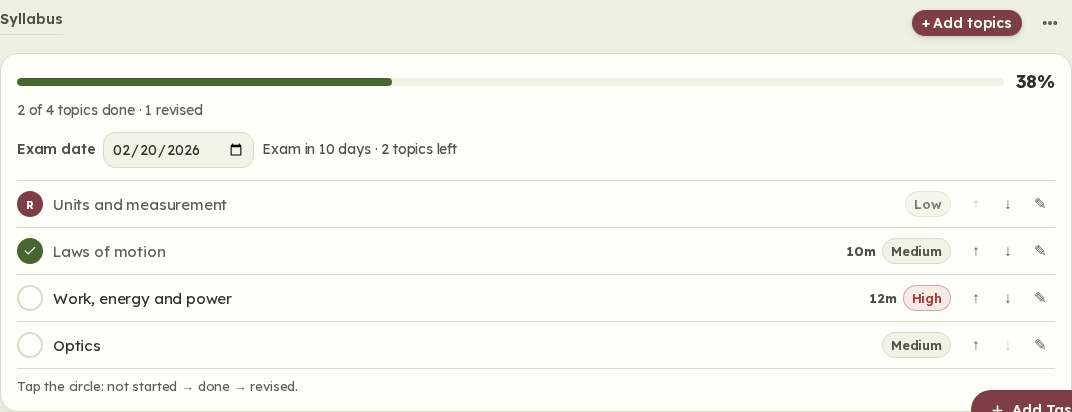 Syllabus
+ Add topics
38%
2 of 4 topics done · 1 revised
Exam date 02/20/2026 Exam in 10 days · 2 topics left
R Units and measurement Low ↑ ↓ ✎
✓ Laws of motion 10m Medium ↑ ↓ ✎
Work, energy and power 12m High ↑ ↓ ✎
Optics Medium ↑ ↓ ✎
Tap the circle: not started → done → revised.
+ Add Tas